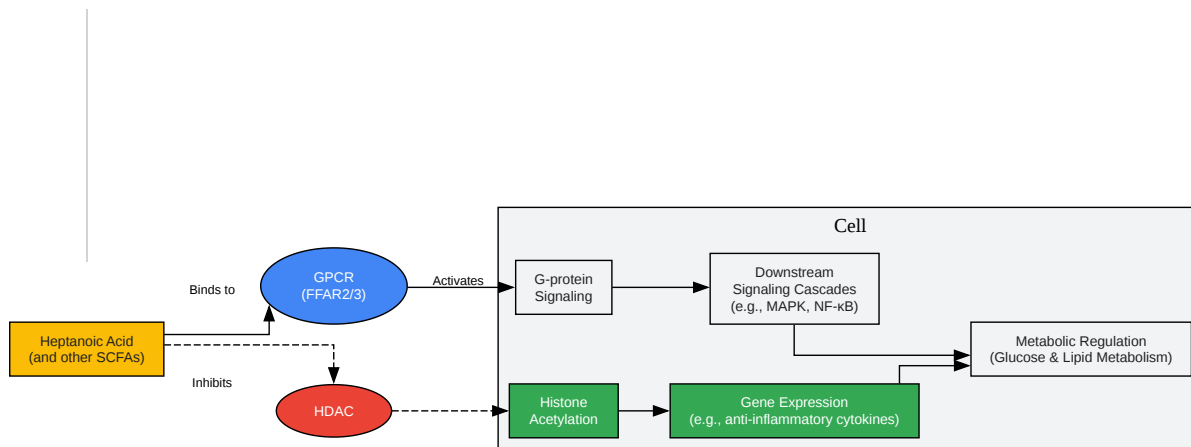 Cell
GPCR
(FFAR2/3)
Activates
G-protein
Signaling
Downstream
Signaling Cascades
(e.g., MAPK, NF-κB)
Binds to
Heptanoic Acid
(and other SCFAs)
Metabolic Regulation
(Glucose & Lipid Metabolism)
Inhibits
HDAC
Histone
Acetylation
Gene Expression
(e.g., anti-inflammatory cytokines)